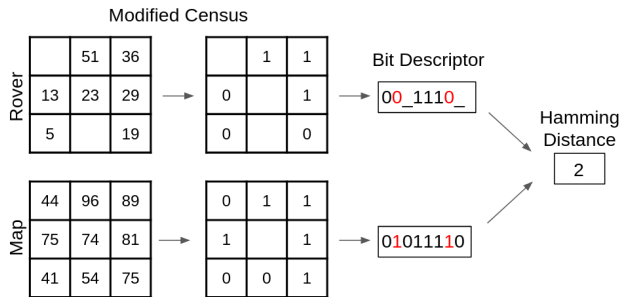 Modified Census
Rover
51 36
13 23 29
5 19
1 1
0 1
0 0
Bit Descriptor
00_1110_
Hamming
Distance
2
Map
44 96 89
75 74 81
41 54 75
0 1 1
1 1
0 0 1
01011110